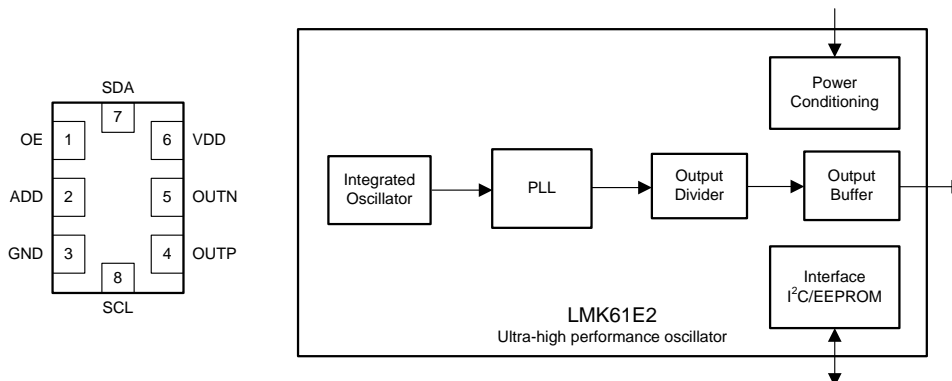 SDA
7
OE 1 6 VDD
ADD 2 5 OUTN
GND 3 4 OUTP
8
SCL
Power
Conditioning
Integrated
Oscillator
PLL
Output
Divider
Output
Buffer
Interface
I²C/EEPROM
LMK61E2
Ultra-high performance oscillator